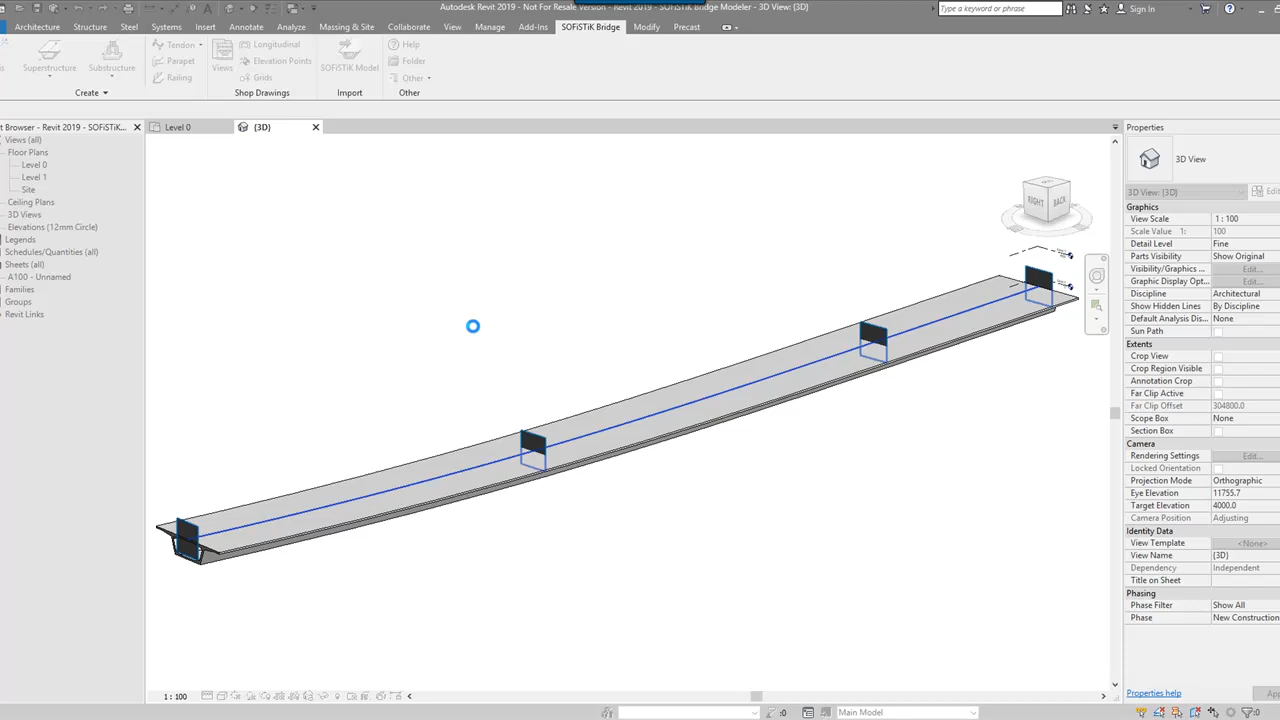 Autodesk Revit 2019 - Not For Resale Version - SOFiSTiK Bridge Modeler - 3D View: {3D}
Type a keyword or phrase
Sign In
Architecture Structure Steel Systems Insert Annotate Analyze Massing & Site Collaborate View Manage Add-Ins SOFiSTiK Bridge Modify Precast
Superstructure
Substructure
Tendon
Parapet
Railing
Views
Longitudinal
Elevation Points
Grids
SOFiSTiK Model
Help
Folder
Other
Create
Shop Drawings
Import
Other
t Browser - Revit 2019 - SOFiSTiK...
Level 0
{3D}
Views (all)
Floor Plans
Level 0
Level 1
Site
Ceiling Plans
3D Views
Elevations (12mm Circle)
Legends
Schedules/Quantities (all)
Sheets (all)
A100 - Unnamed
Families
Groups
Revit Links
RIGHT
BACK
Properties
3D View
3D View: {3D}
Edit
Graphics
View Scale 1 : 100
Scale Value 1: 100
Detail Level Fine
Parts Visibility Show Original
Visibility/Graphics ... Edit...
Graphic Display Opt... Edit...
Discipline Architectural
Show Hidden Lines By Discipline
Default Analysis Dis... None
Sun Path
Extents
Crop View
Crop Region Visible
Annotation Crop
Far Clip Active
Far Clip Offset 304800.0
Scope Box None
Section Box
Camera
Rendering Settings Edit...
Locked Orientation
Projection Mode Orthographic
Eye Elevation 11755.7
Target Elevation 4000.0
Camera Position Adjusting
Identity Data
View Template <None>
View Name {3D}
Dependency Independent
Title on Sheet
Phasing
Phase Filter Show All
Phase New Construction
Properties help
Ap
1 : 100
:0
Main Model
:0